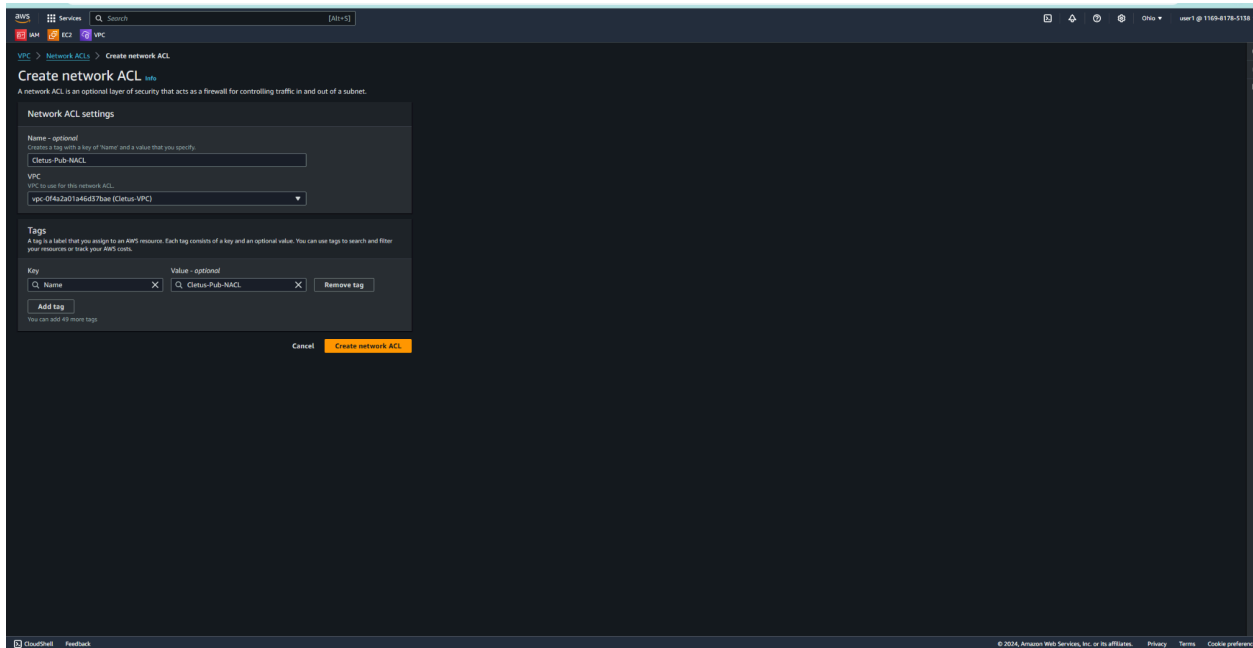 aws Services Search [Alt+S] Ohio user1 @ 1169-8178-5138
IAM EC2 VPC
VPC > Network ACLs > Create network ACL
Create network ACL Info
A network ACL is an optional layer of security that acts as a firewall for controlling traffic in and out of a subnet.
Network ACL settings
Name - optional
Creates a tag with a key of 'Name' and a value that you specify.
Cletus-Pub-NACL
VPC
VPC to use for this network ACL.
vpc-0f4a2a01a46d37bae (Cletus-VPC)
Tags
A tag is a label that you assign to an AWS resource. Each tag consists of a key and an optional value. You can use tags to search and filter
your resources or track your AWS costs.
Key Value - optional
Name Cletus-Pub-NACL Remove tag
Add tag
You can add 49 more tags
Cancel Create network ACL
CloudShell Feedback © 2024, Amazon Web Services, Inc. or its affiliates. Privacy Terms Cookie preferenc